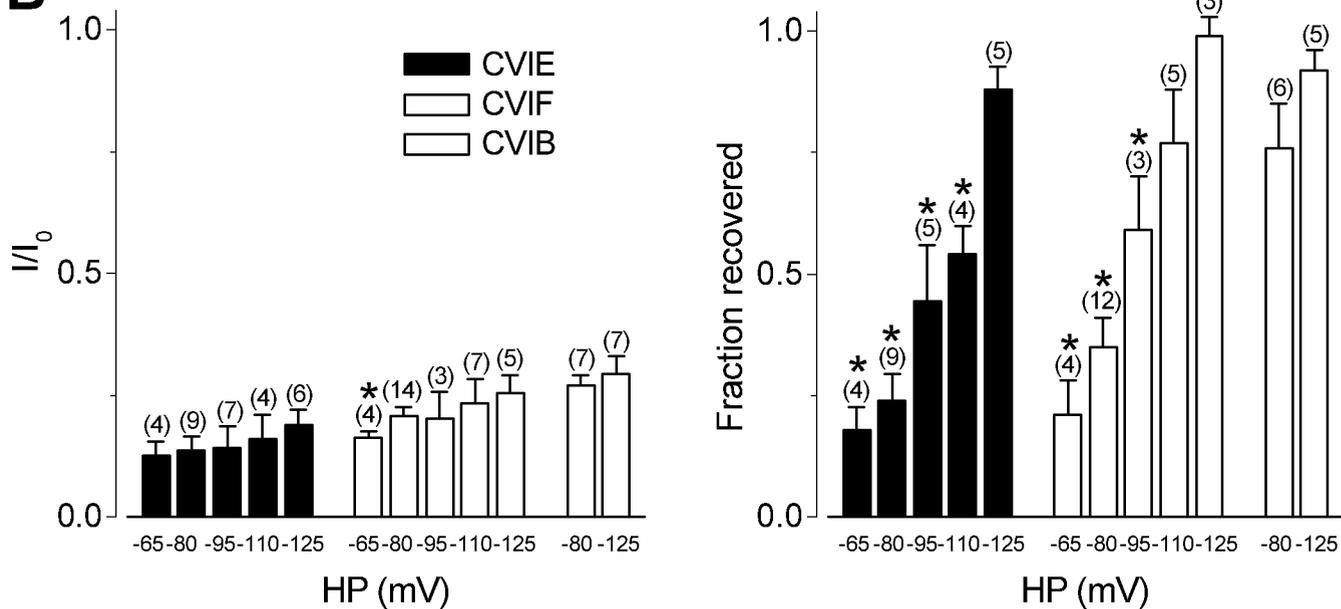 1.0
0.5
0.0
I/I0
CVIE
CVIF
CVIB
(4) (9) (7) (4) (6)
* (4) (14) (3) (7) (5)
(7) (7)
-65 -80 -95 -110 -125 -65 -80 -95 -110 -125 -80 -125
HP (mV)
1.0
0.5
0.0
Fraction recovered
* (4) * (9) * (5) * (4) (5)
* (4) * (12) * (3) (5) (3)
(6) (5)
-65 -80 -95 -110 -125 -65 -80 -95 -110 -125 -80 -125
HP (mV)